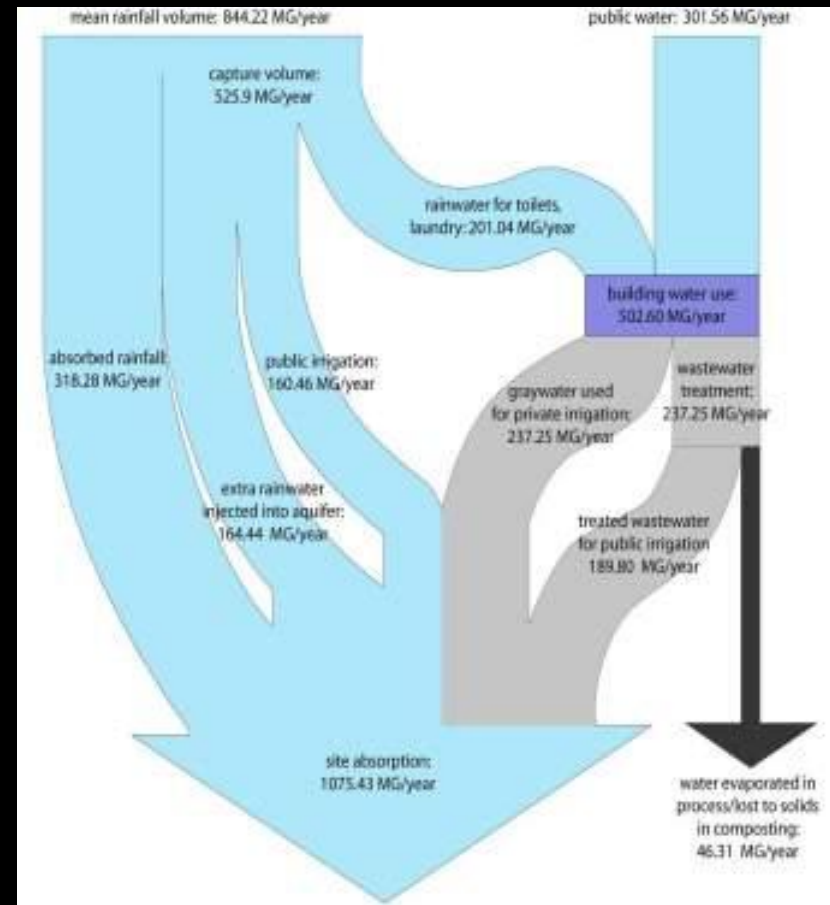 mean rainfall volume: 844.22 MG/year
public water: 301.56 MG/year
capture volume:
525.9 MG/year
rainwater for toilets,
laundry: 201.04 MG/year
building water use:
502.60 MG/year
absorbed rainfall:
318.28 MG/year
public irrigation:
160.46 MG/year
graywater used
for private irrigation:
237.25 MG/year
wastewater
treatment:
237.25 MG/year
extra rainwater
injected into aquifer:
164.44 MG/year
treated wastewater
for public irrigation
189.80 MG/year
site absorption:
1075.43 MG/year
water evaporated in
process/lost to solids
in composting:
46.31 MG/year